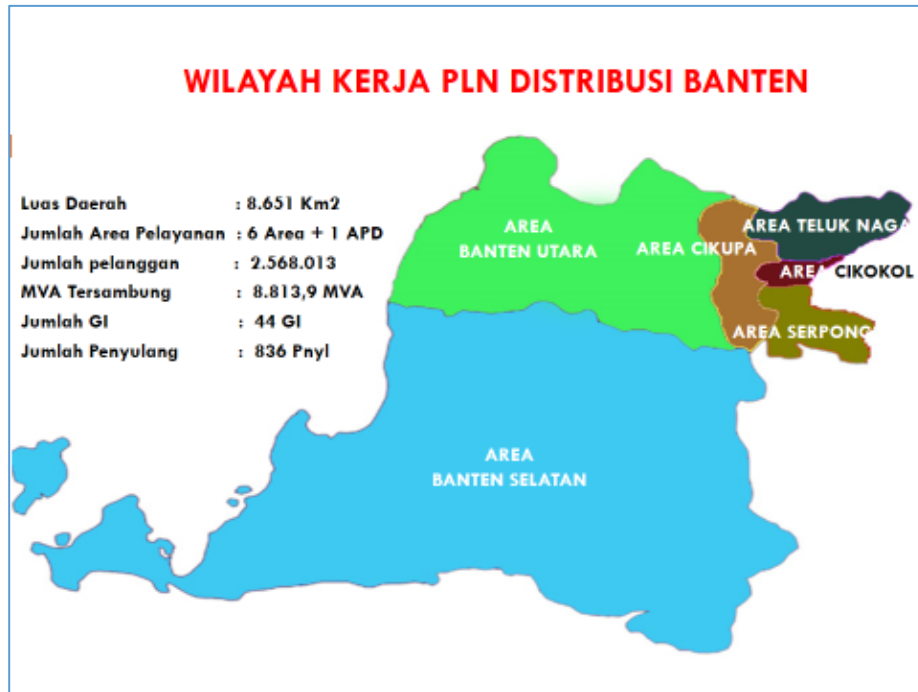 WILAYAH KERJA PLN DISTRIBUSI BANTEN
Luas Daerah : 8.651 Km2
Jumlah Area Pelayanan : 6 Area + 1 APD
Jumlah pelanggan : 2.568.013
MVA Tersambung : 8.813,9 MVA
Jumlah GI : 44 GI
Jumlah Penyulang : 836 Pnyl
AREA
BANTEN UTARA
AREA CIKUPA
AREA TELUK NAGA
AREA CIKOKOL
AREA SERPONG
AREA
BANTEN SELATAN